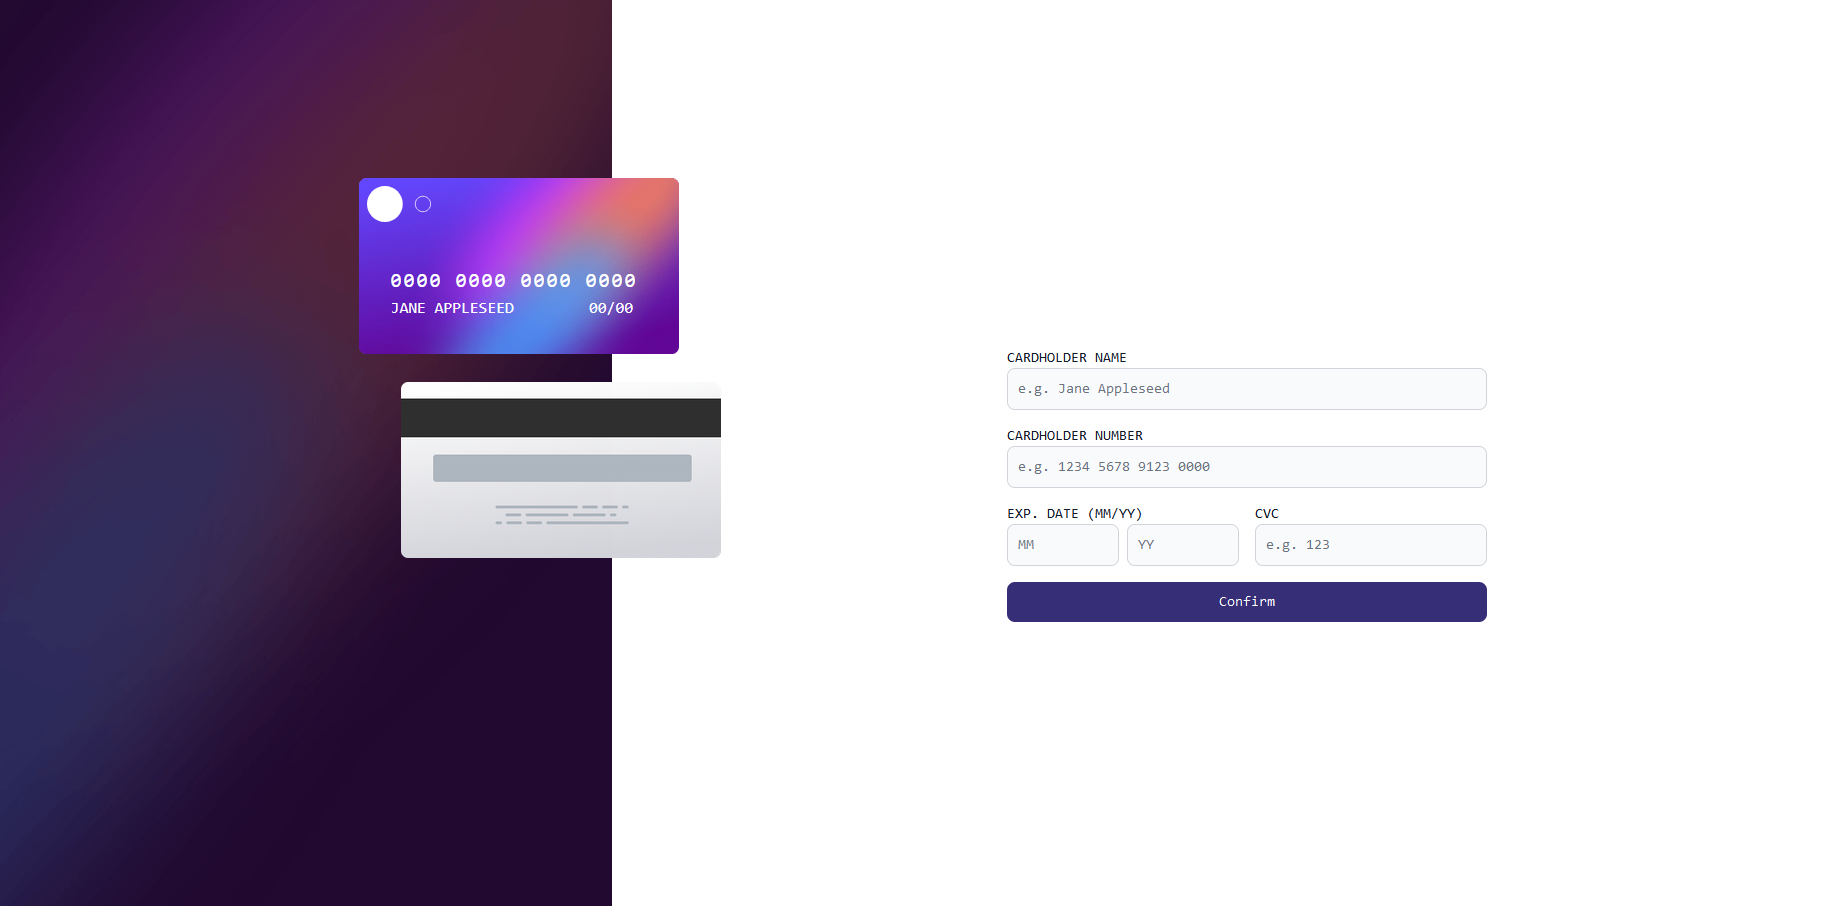 0000 0000 0000 0000
JANE APPLESEED 00/00
CARDHOLDER NAME
e.g. Jane Appleseed
CARDHOLDER NUMBER
e.g. 1234 5678 9123 0000
EXP. DATE (MM/YY) CVC
MM YY e.g. 123
Confirm